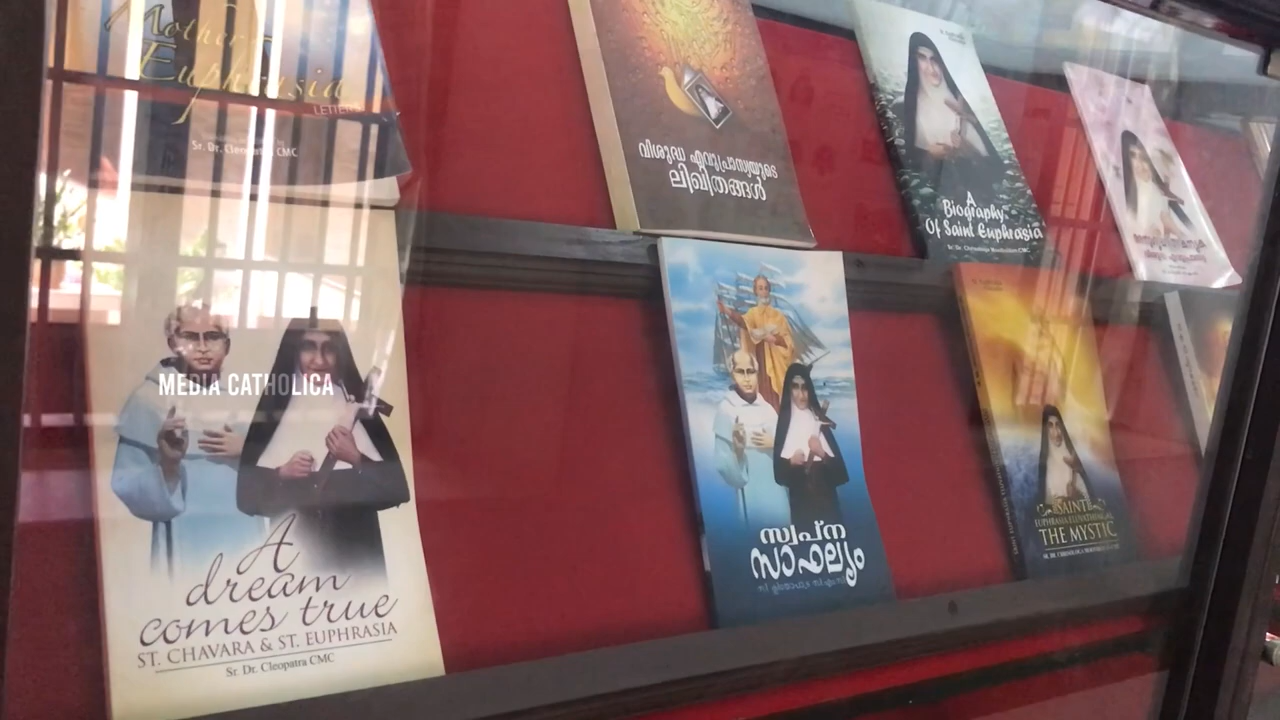 Mother
Euphrasia
LETTERS
Sr. Dr. Cleopatra CMC
വിശുദ്ധ എവുപ്രാസ്യയുടെ
ലിഖിതങ്ങൾ
A
Biography
Of Saint Euphrasia
MEDIA CATHOLICA
A
dream
comes true
ST. CHAVARA & ST. EUPHRASIA
Sr. Dr. Cleopatra CMC
സ്വപ്ന
സാഫല്യം
SAINT
EUPHRASIA ELUVATHINGAL
THE MYSTIC